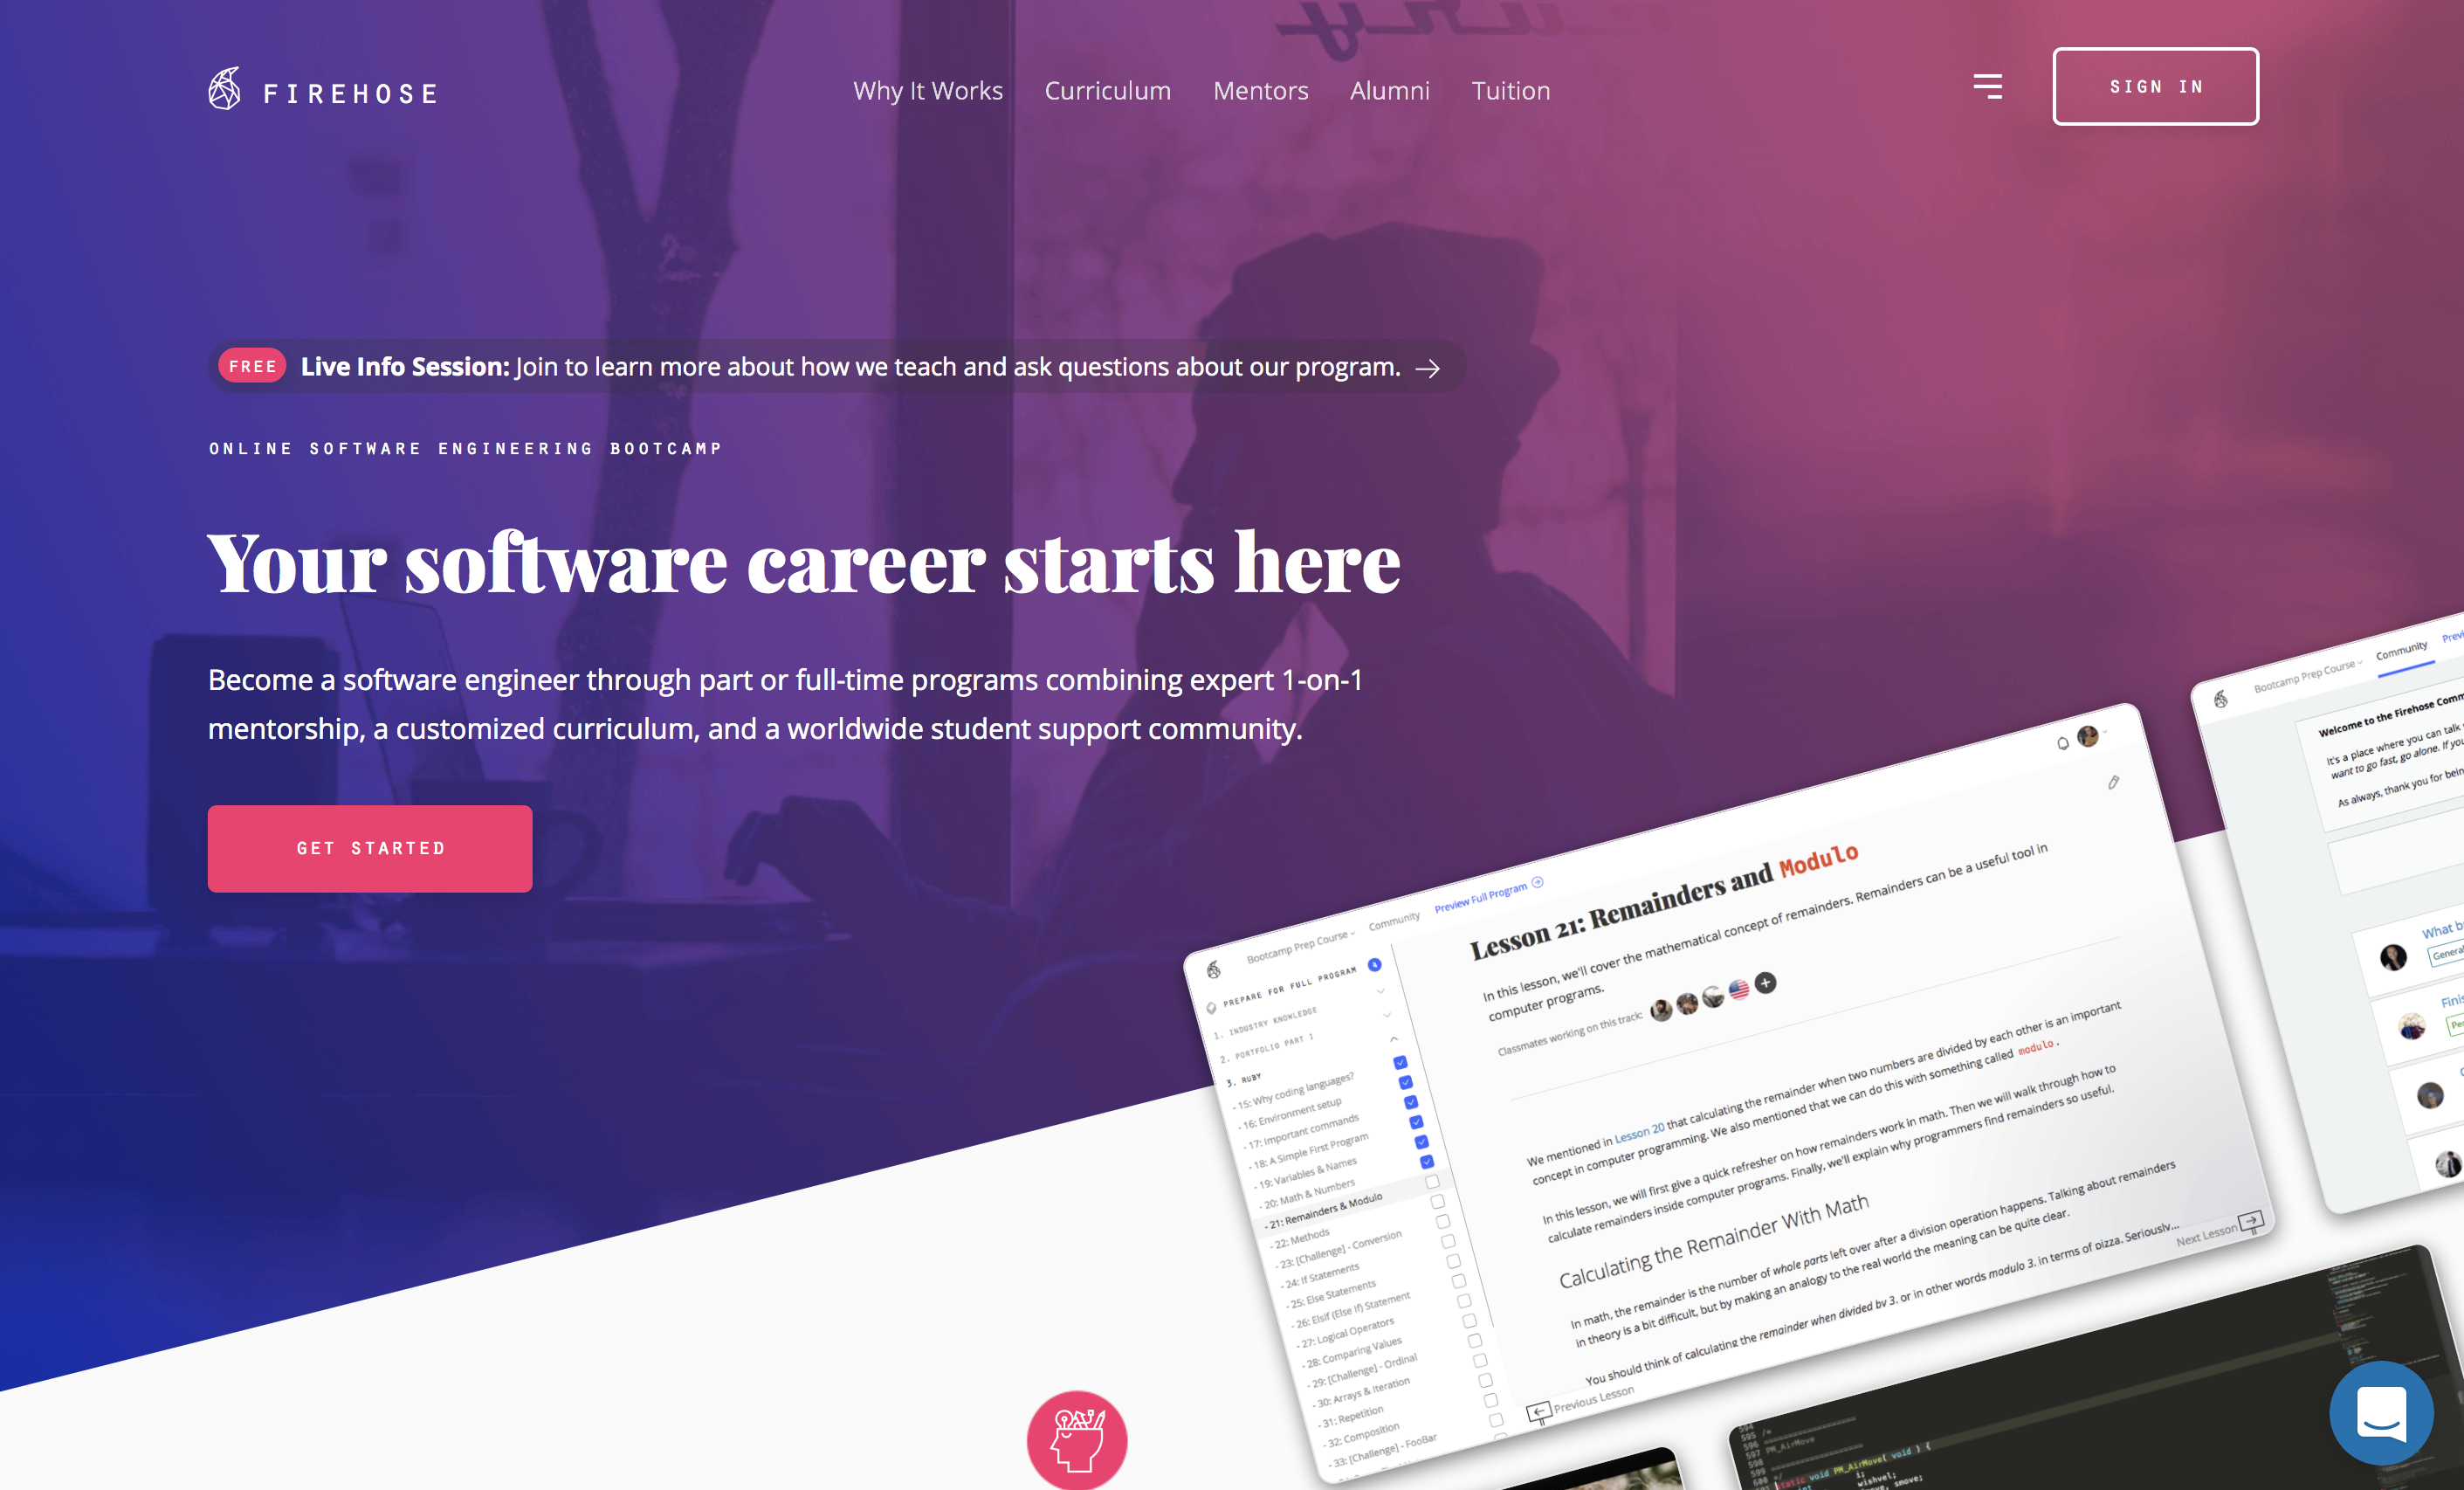 FIREHOSE
Why It Works
Curriculum
Mentors
Alumni
Tuition
SIGN IN
FREE
Live Info Session: Join to learn more about how we teach and ask questions about our program. →
ONLINE SOFTWARE ENGINEERING BOOTCAMP
Your software career starts here
Become a software engineer through part or full-time programs combining expert 1-on-1
mentorship, a customized curriculum, and a worldwide student support community.
GET STARTED
Bootcamp Prep Course
Community
Preview Full Program
PREPARE FOR FULL PROGRAM
1. INDUSTRY KNOWLEDGE
2. PORTFOLIO PART 1
3. RUBY
- 15: Why coding languages?
- 16: Environment setup
- 17: Important commands
- 18: A Simple First Program
- 19: Variables & Names
- 20: Math & Numbers
- 21: Remainders & Modulo
- 22: Methods
- 23: [Challenge] - Conversion
- 24: If Statements
- 25: Else Statements
- 26: Elsif (Else If) Statement
- 27: Logical Operators
- 28: Comparing Values
- 29: [Challenge] - Ordinal
- 30: Arrays & Iteration
- 31: Repetition
- 32: Composition
- 33: [Challenge] - FooBar
Lesson 21: Remainders and Modulo
In this lesson, we'll cover the mathematical concept of remainders. Remainders can be a useful tool in
computer programs.
Classmates working on this track:
We mentioned in Lesson 20 that calculating the remainder when two numbers are divided by each other is an important
concept in computer programming. We also mentioned that we can do this with something called modulo.
In this lesson, we will first give a quick refresher on how remainders work in math. Then we will walk through how to
calculate remainders inside computer programs. Finally, we'll explain why programmers find remainders so useful.
Calculating the Remainder With Math
In math, the remainder is the number of whole parts left over after a division operation happens. Talking about remainders
in theory is a bit difficult, but by making an analogy to the real world the meaning can be quite clear.
You should think of calculating the remainder when divided by 3, or in other words modulo 3, in terms of pizza. Seriously...
Previous Lesson
Next Lesson
Bootcamp Prep Course
Community
Welcome to the Firehose
It's a place where you can talk
want to go fast, go alone. If you
As always, thank you for
What
595 /*
596 ====================
597 PM_AirMove
598
599 ====================
600 */
static void PM_AirMove( void ) {
int i;
wishvel;
smove;